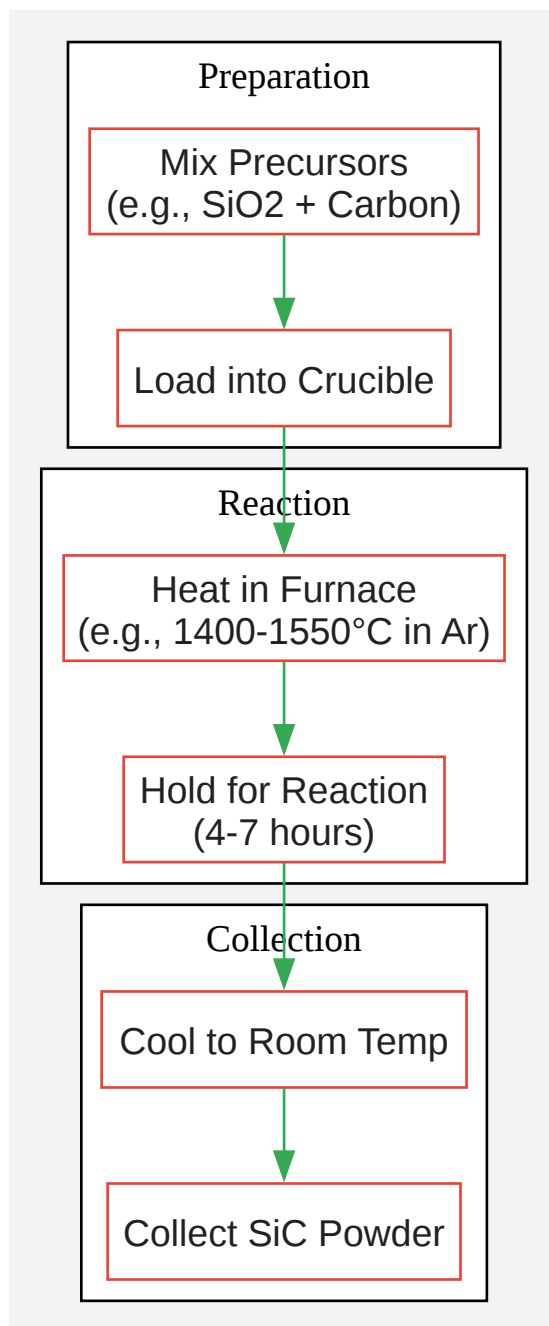 Preparation
Mix Precursors
(e.g., SiO2 + Carbon)
Load into Crucible
Reaction
Heat in Furnace
(e.g., 1400-1550°C in Ar)
Hold for Reaction
(4-7 hours)
Collection
Cool to Room Temp
Collect SiC Powder